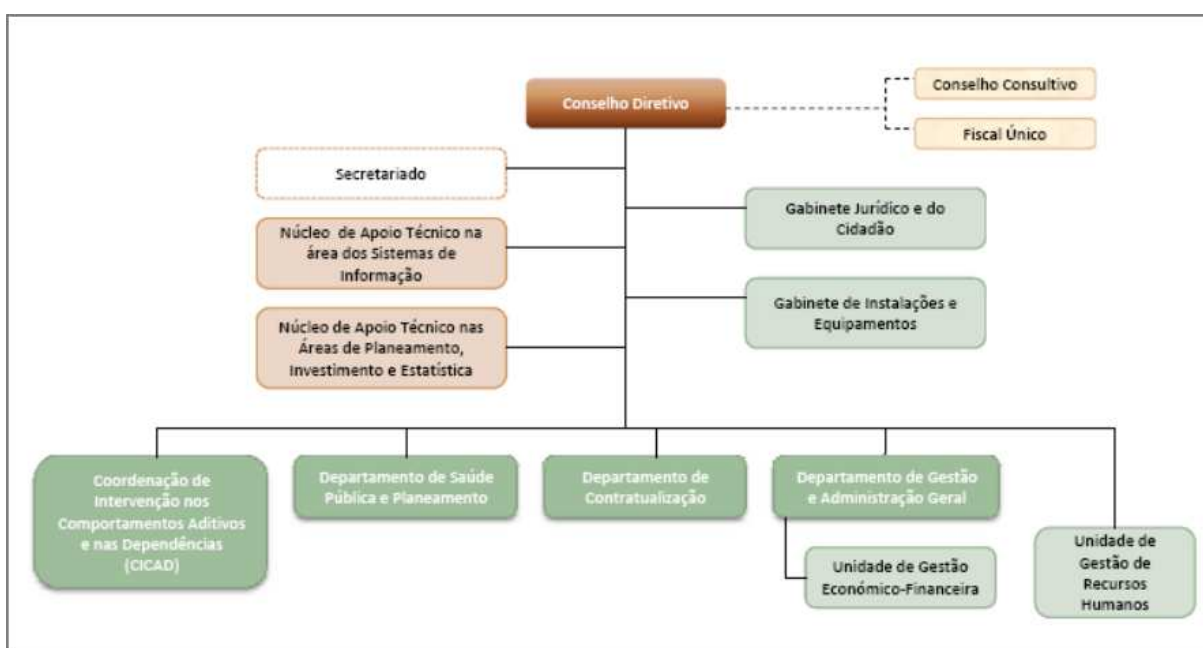 Conselho Diretivo
Conselho Consultivo
Fiscal Único
Secretariado
Gabinete Jurídico e do
Cidadão
Núcleo de Apoio Técnico na
área dos Sistemas de
Informação
Gabinete de Instalações e
Equipamentos
Núcleo de Apoio Técnico nas
Áreas de Planeamento,
Investimento e Estatística
Coordenação de
Intervenção nos
Comportamentos Aditivos
e nas Dependências
(CICAD)
Departamento de Saúde
Pública e Planeamento
Departamento de
Contratualização
Departamento de Gestão
e Administração Geral
Unidade de Gestão
Económico-Financeira
Unidade de
Gestão de
Recursos
Humanos